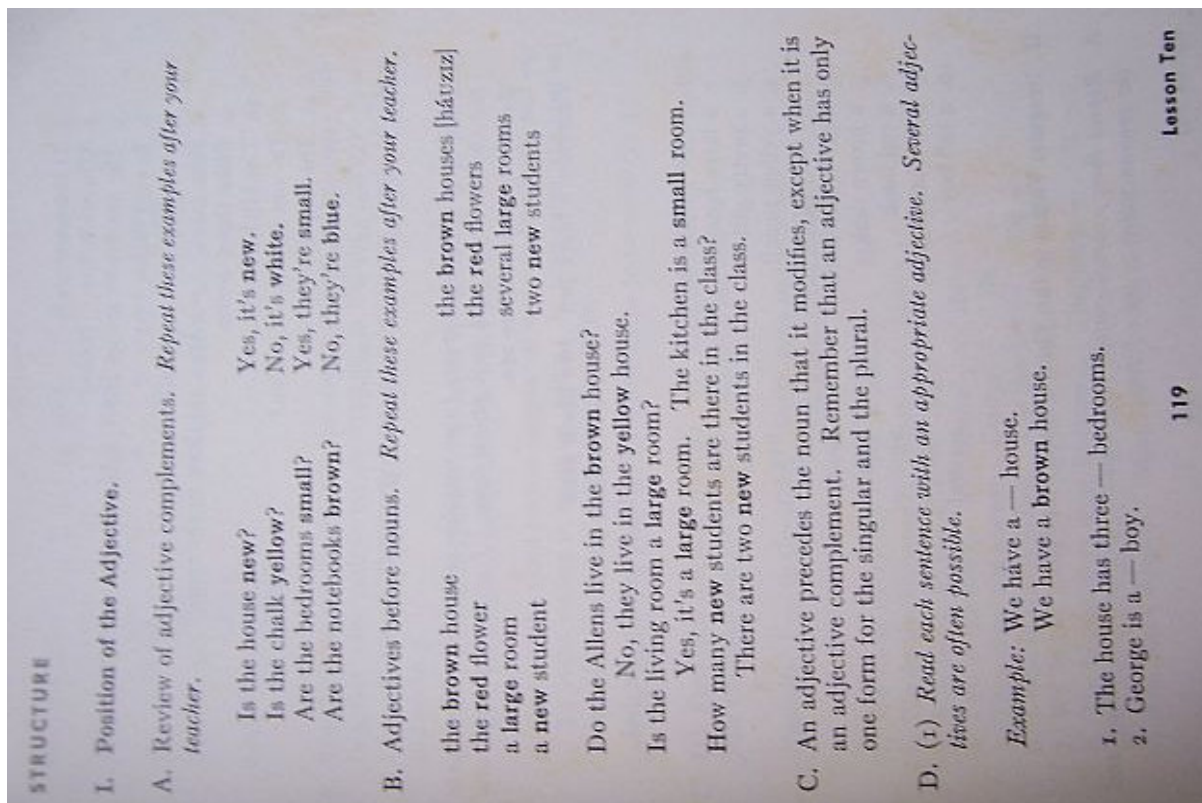 STRUCTURE
I. Position of the Adjective.
A. Review of adjective complements. Repeat these examples after your
teacher.
Is the house new? Yes, it's new.
Is the chalk yellow? No, it's white.
Are the bedrooms small? Yes, they're small.
Are the notebooks brown? No, they're blue.
B. Adjectives before nouns. Repeat these examples after your teacher.
the brown house the brown houses [háuzɪz]
the red flower the red flowers
a large room several large rooms
a new student two new students
Do the Allens live in the brown house?
No, they live in the yellow house.
Is the living room a large room?
Yes, it's a large room. The kitchen is a small room.
How many new students are there in the class?
There are two new students in the class.
C. An adjective precedes the noun that it modifies, except when it is
an adjective complement. Remember that an adjective has only
one form for the singular and the plural.
D. (1) Read each sentence with an appropriate adjective. Several adjec-
tives are often possible.
Example: We have a — house.
We have a brown house.
1. The house has three — bedrooms.
2. George is a — boy.
119 Lesson Ten